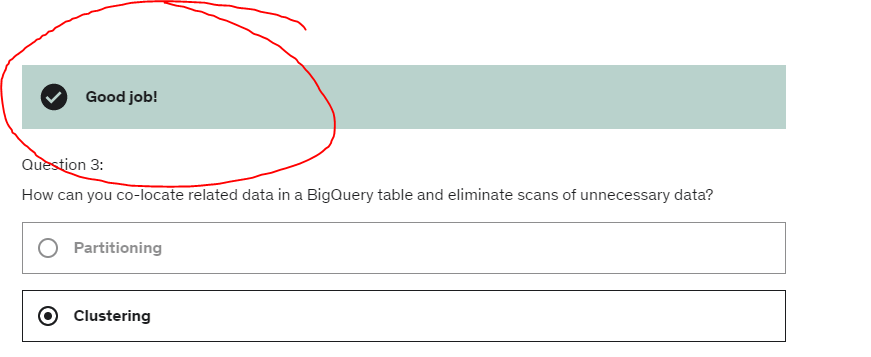 Good job!
Question 3:
How can you co-locate related data in a BigQuery table and eliminate scans of unnecessary data?
Partitioning
Clustering